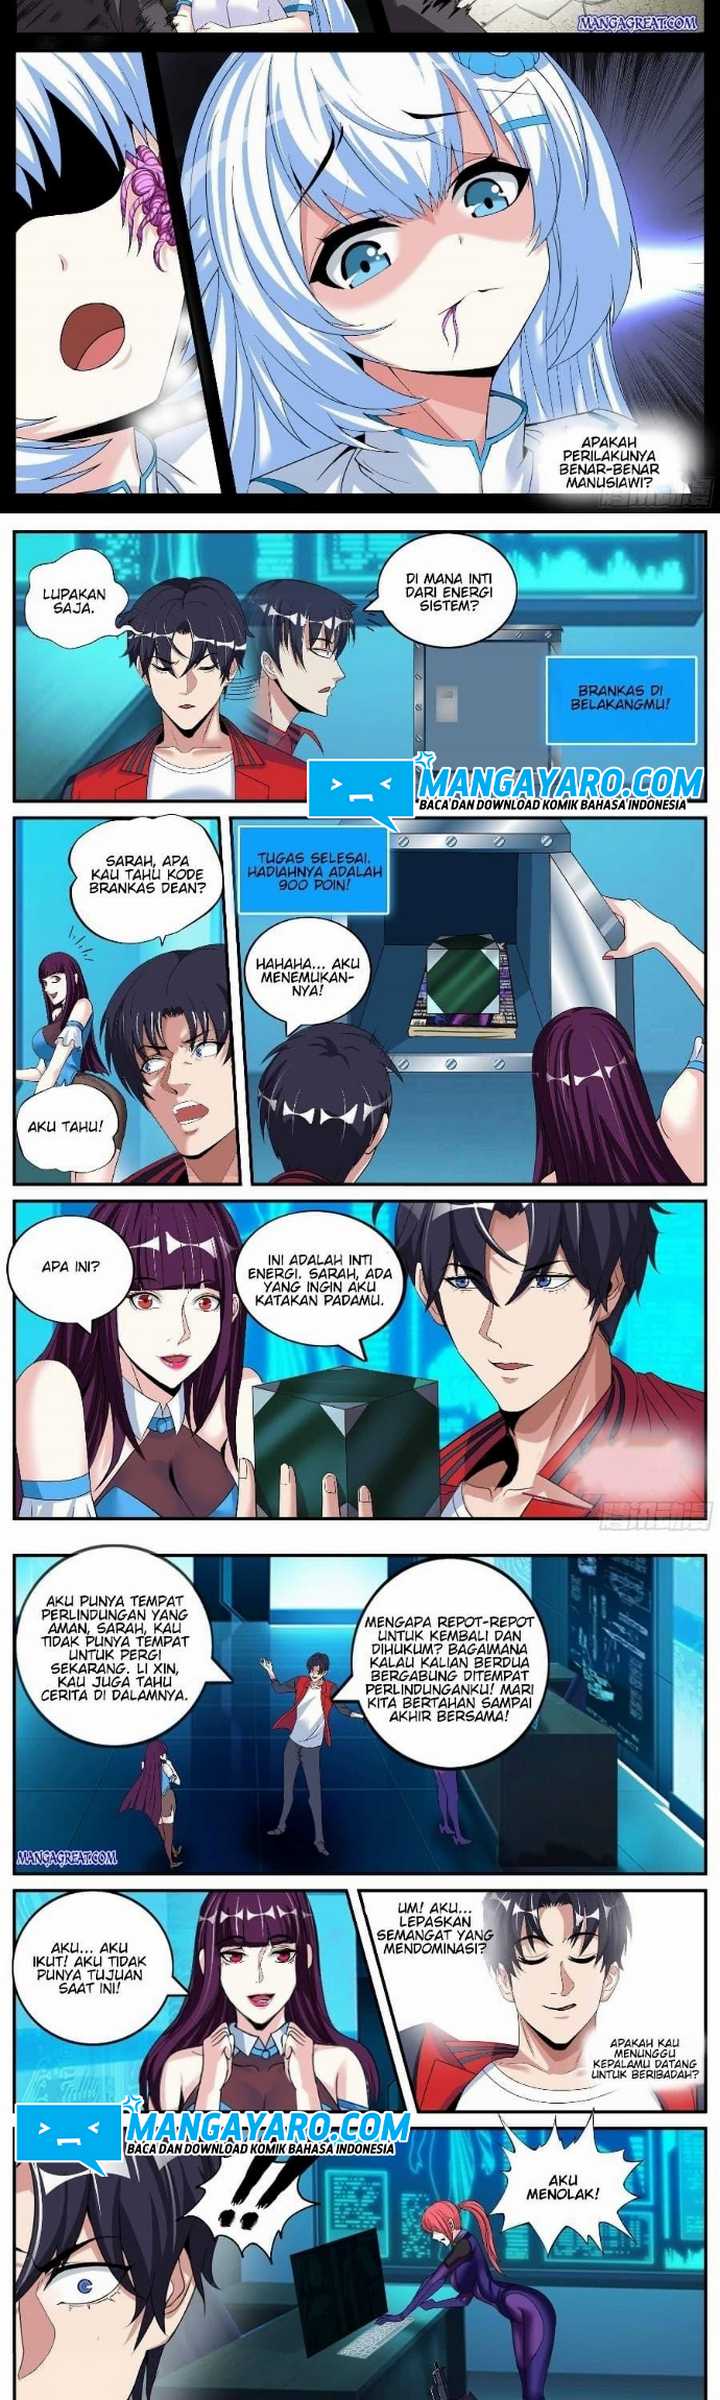 MANGAGREAT.COM
APAKAH
PERILAKUNYA
BENAR-BENAR
MANUSIAWI?
LUPAKAN
SAJA.
DI MANA INTI
DARI ENERGI
SISTEM?
BRANKAS DI
BELAKANGMU!
MANGAYARO.COM
BACA DAN DOWNLOAD KOMIK BAHASA INDONESIA
SARAH, APA
KAU TAHU KODE
BRANKAS DEAN?
AKU TAHU!
TUGAS SELESAI.
HADIAHNYA ADALAH
900 POIN!
HAHAHA... AKU
MENEMUKAN-
NYA!
APA INI?
INI ADALAH INTI
ENERGI. SARAH, ADA
YANG INGIN AKU
KATAKAN PADAMU.
AKU PUNYA TEMPAT
PERLINDUNGAN YANG
AMAN, SARAH, KAU
TIDAK PUNYA TEMPAT
UNTUK PERGI
SEKARANG. LI XIN,
KAU JUGA TAHU
CERITA DI DALAMNYA.
MENGAPA REPOT-REPOT
UNTUK KEMBALI DAN
DIHUKUM? BAGAIMANA
KALAU KALIAN BERDUA
BERGABUNG DITEMPAT
PERLINDUNGANKU! MARI
KITA BERTAHAN SAMPAI
AKHIR BERSAMA!
MANGAGREAT.COM
AKU... AKU
IKUT! AKU TIDAK
PUNYA TUJUAN
SAAT INI!
UM! AKU...
LEPASKAN
SEMANGAT YANG
MENDOMINASI?
APAKAH KAU
MENUNGGU
KEPALAMU DATANG
UNTUK BERIBADAH?
MANGAYARO.COM
BACA DAN DOWNLOAD KOMIK BAHASA INDONESIA
!!
AKU
MENOLAK!